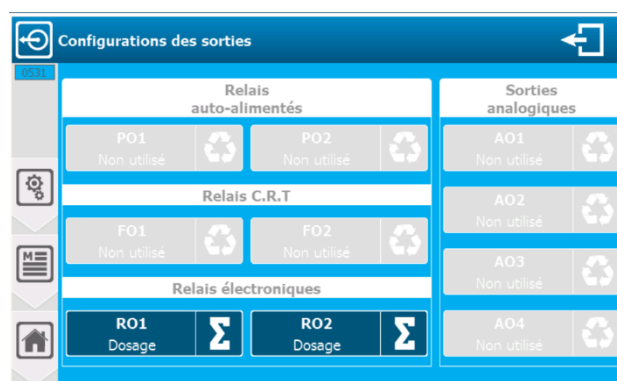 Configurations des sorties
0531
Relais
auto-alimentés
PO1
Non utilisé
PO2
Non utilisé
Relais C.R.T
FO1
Non utilisé
FO2
Non utilisé
Relais électroniques
RO1
Dosage
Σ
RO2
Dosage
Σ
Sorties
analogiques
AO1
Non utilisé
AO2
Non utilisé
AO3
Non utilisé
AO4
Non utilisé
M